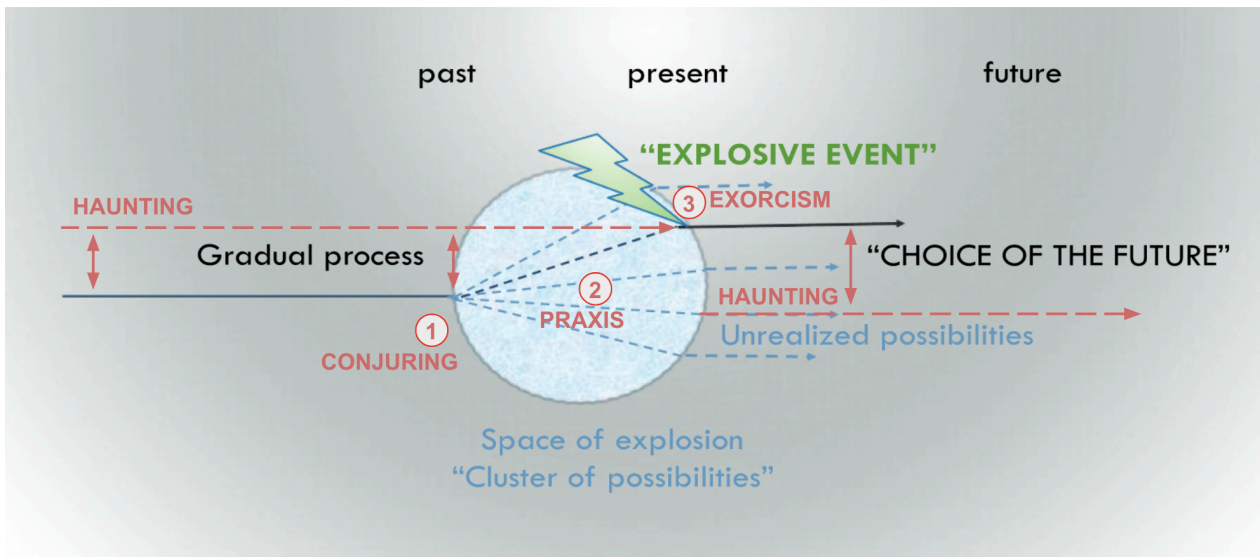 past present future
“EXPLOSIVE EVENT”
HAUNTING
3 EXORCISM
Gradual process
“CHOICE OF THE FUTURE”
2
PRAXIS
HAUNTING
1
CONJURING
Unrealized possibilities
Space of explosion
“Cluster of possibilities”